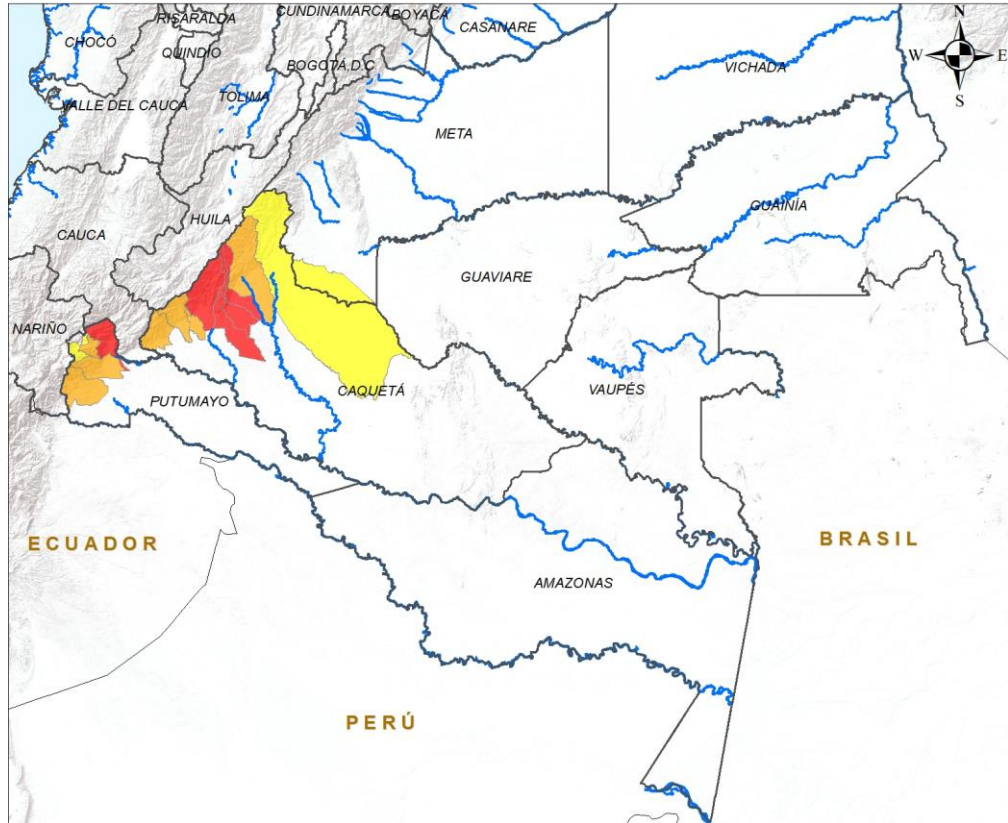 CUNDINAMARCA
BOYACÁ
RISARALDA
CASANARE
N
CHOCÓ
QUINDIO
W
E
BOGOTÁ D.C
VICHADA
S
TOLIMA
VALLE DEL CAUCA
META
HUILA
GUAINÍA
CAUCA
GUAVIARE
NARIÑO
CAQUETÁ
VAUPÉS
PUTUMAYO
ECUADOR
BRASIL
AMAZONAS
PERÚ